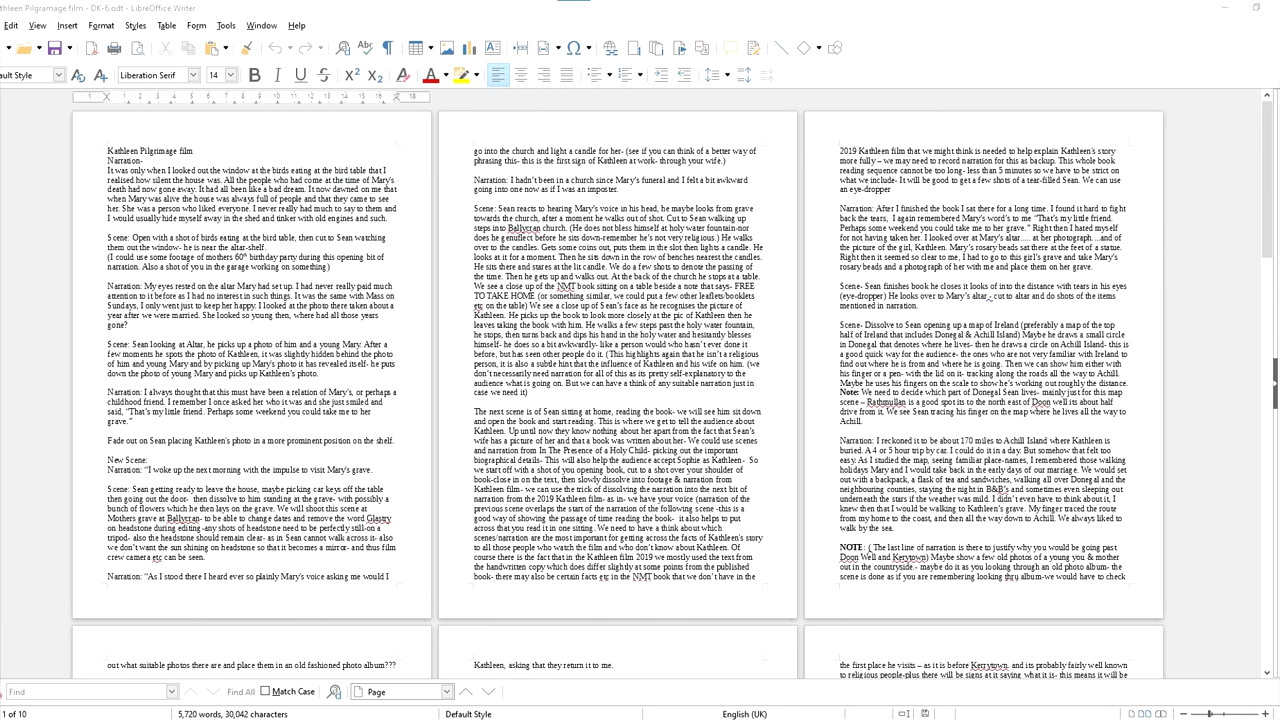 thleen Pilgramage film - DK-6.odt - LibreOffice Writer
Edit View Insert Format Styles Table Form Tools Window Help
ault Style Liberation Serif 14
Kathleen Pilgrimage film
Narration-
It was only when I looked out the window at the birds eating at the bird table that I
realised how silent the house was. All the people who had come at the time of Mary's
death had now gone away. It had all been like a bad dream. It now dawned on me that
when Mary was alive the house was always full of people and that they came to see
her. She was a person who liked everyone. I never really had much to say to them and
I would usually hide myself away in the shed and tinker with old engines and such.
Scene: Open with a shot of birds eating at the bird table, then cut to Sean watching
them out the window- he is near the altar-shelf.
(I could use some footage of mothers 60th birthday party during this opening bit of
narration. Also a shot of you in the garage working on something)
Narration: My eyes rested on the altar Mary had set up. I had never really paid much
attention to it before as I had no interest in such things. It was the same with Mass on
Sundays, I only went just to keep her happy: I looked at the photo there taken about a
year after we were married. She looked so young then, where had all those years
gone?
Scene: Sean looking at Altar, he picks up a photo of him and a young Mary. After a
few moments he spots the photo of Kathleen, it was slightly hidden behind the photo
of him and young Mary and by picking up Mary's photo it has revealed itself- he puts
down the photo of young Mary and picks up Kathleen's photo.
Narration: I always thought that this must have been a relation of Mary's, or perhaps a
childhood friend. I remember I once asked her who it was and she just smiled and
said, "That's my little friend. Perhaps some weekend you could take me to her
grave."
Fade out on Sean placing Kathleen's photo in a more prominent position on the shelf.
New Scene:
Narration: “I woke up the next morning with the impulse to visit Mary's grave.
Scene: Sean getting ready to leave the house, maybe picking car keys off the table
then going out the door- then dissolve to him standing at the grave- with possibly a
bunch of flowers which he then lays on the grave. We will shoot this scene at
Mothers grave at Ballycran- to be able to change dates and remove the word Glastry
on headstone during editing -any shots of headstone need to be perfectly still-on a
tripod- also the headstone should remain clear- as in Sean cannot walk across it- also
we don't want the sun shining on headstone so that it becomes a mirror- and thus film
crew camera etc can be seen.
Narration: “As I stood there I heard ever so plainly Mary's voice asking me would I
go into the church and light a candle for her- (see if you can think of a better way of
phrasing this- this is the first sign of Kathleen at work- through your wife.)
Narration: I hadn't been in a church since Mary's funeral and I felt a bit awkward
going into one now as if I was an imposter.
Scene: Sean reacts to hearing Mary's voice in his head, he maybe looks from grave
towards the church, after a moment he walks out of shot. Cut to Sean walking up
steps into Ballycran church. (He does not bless himself at holy water fountain-nor
does he genuflect before he sits down-remember he's not very religious.) He walks
over to the candles. Gets some coins out, puts them in the slot then lights a candle. He
looks at it for a moment. Then he sits down in the row of benches nearest the candles.
He sits there and stares at the lit candle. We do a few shots to denote the passing of
the time. Then he gets up and walks out. At the back of the church he stops at a table.
We see a close up of the NMT book sitting on a table beside a note that says- FREE
TO TAKE HOME (or something similar, we could put a few other leaflets/booklets
etc on the table) We see a close up of Sean's face as he recognises the picture of
Kathleen. He picks up the book to look more closely at the pic of Kathleen then he
leaves taking the book with him. He walks a few steps past the holy water fountain,
he stops, then turns back and dips his hand in the holy water and hesitantly blesses
himself- he does so a bit awkwardly- like a person would who hasn't ever done it
before, but has seen other people do it. (This highlights again that he isn't a religious
person, it is also a subtle hint that the influence of Kathleen and his wife on him. (we
don't necessarily need narration for all of this as its pretty self-explanatory to the
audience what is going on. But we can have a think of any suitable narration just in
case we need it)
The next scene is of Sean sitting at home, reading the book- we will see him sit down
and open the book and start reading. This is where we get to tell the audience about
Kathleen. Up until now they knowing nothing about her apart from the fact that Sean's
wife has a picture of her and that a book was written about her- We could use scenes
and narration from In The Presence of a Holy Child- picking out the important
biographical details- This will also help the audience accept Sophie as Kathleen- So
we start off with a shot of you opening book, cut to a shot over your shoulder of
book-close in on the text, then slowly dissolve into footage & narration from
Kathleen film- we can use the trick of dissolving the narration into the next bit of
narration from the 2019 Kathleen film- as in- we have your voice (narration of the
previous scene overlaps the start of the narration of the following scene -this is a
good way of showing the passage of time reading the book- it also helps to put
across that you read it in one sitting. We need to have a think about which
scenes/narration are the most important for getting across the facts of Kathleen's story
to all those people who watch the film and who don't know about Kathleen. Of
course there is the fact that in the Kathleen film 2019 we mostly used the text from
the handwritten copy which does differ slightly at some points from the published
book- there may also be certain facts etc in the NMT book that we don't have in the
2019 Kathleen film that we might think is needed to help explain Kathleen's story
more fully – we may need to record narration for this as backup. This whole book
reading sequence cannot be too long- less than 5 minutes so we have to be strict on
what we include- It will be good to get a few shots of a tear-filled Sean. We can use
an eye-dropper
Narration: After I finished the book I sat there for a long time. I found it hard to fight
back the tears, I again remembered Mary's word's to me “That's my little friend.
Perhaps some weekend you could take me to her grave.” Right then I hated myself
for not having taken her. I looked over at Mary's altar..... at her photograph....and of
the picture of the girl, Kathleen. Mary's rosary beads sat there at the feet of a statue.
Right then it seemed so clear to me, I had to go to this girl's grave and take Mary's
rosary beads and a photograph of her with me and place them on her grave.
Scene- Sean finishes book he closes it looks of into the distance with tears in his eyes
(eye-dropper) He looks over to Mary's altar,- cut to altar and do shots of the items
mentioned in narration.
Scene- Dissolve to Sean opening up a map of Ireland (preferably a map of the top
half of Ireland that includes Donegal & Achill Island) Maybe he draws a small circle
in Donegal that denotes where he lives- then he draws a circle on Achill Island- this is
a good quick way for the audience- the ones who are not very familiar with Ireland to
find out where he is from and where he is going. Then we can show him either with
his finger or a pen- with the lid on it- tracking along the roads all the way to Achill.
Maybe he uses his fingers on the scale to show he's working out roughly the distance.
Note: We need to decide which part of Donegal Sean lives- mainly just for this map
scene – Rathmullan is a good spot its to the north east of Doon well its about half
drive from it. We see Sean tracing his finger on the map where he lives all the way to
Achill.
Narration: I reckoned it to be about 170 miles to Achill Island where Kathleen is
buried. A 4 or 5 hour trip by car. I could do it in a day. But somehow that felt too
easy. As I studied the map, seeing familiar place-names, I remembered those walking
holidays Mary and I would take back in the early days of our marriage. We would set
out with a backpack, a flask of tea and sandwiches, walking all over Donegal and the
neighbouring counties, staying the night in B&B's and sometimes even sleeping out
underneath the stars if the weather was mild. I didn't even have to think about it, I
knew then that I would be walking to Kathleen's grave. My finger traced the route
from my home to the coast, and then all the way down to Achill. We always liked to
walk by the sea.
NOTE: ( The last line of narration is there to justify why you would be going past
Doon Well and Kerrytown) Maybe show a few old photos of a young you & mother
out in the countryside.- maybe do it as you looking through an old photo album- the
scene is done as if you are remembering looking thru album-we would have to check
out what suitable photos there are and place them in an old fashioned photo album???
Kathleen, asking that they return it to me.
the first place he visits – as it is before Kerrytown, and its probably fairly well known
to religious people-plus there will be signs at it saying what it is- this means it will be
Find Find All Match Case Page
1 of 10 5,720 words, 30,042 characters Default Style English (UK)